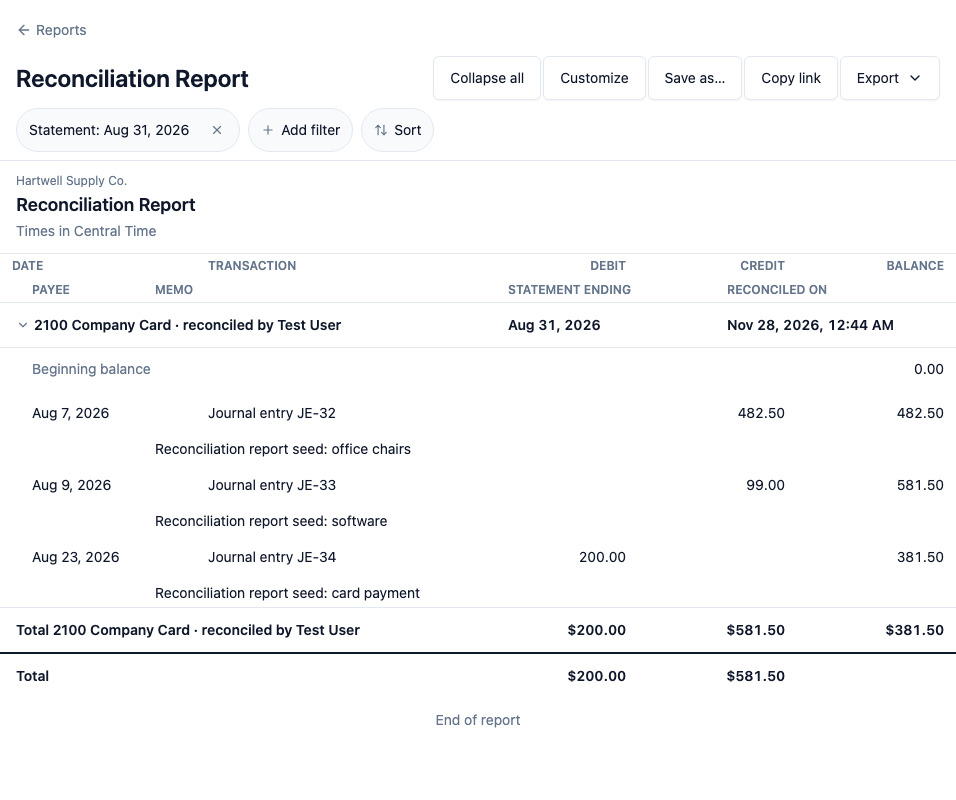 Reports
Reconciliation Report
Collapse all
Customize
Save as...
Copy link
Export
Statement: Aug 31, 2026
Add filter
Sort
Hartwell Supply Co.
Reconciliation Report
Times in Central Time
DATE TRANSACTION DEBIT CREDIT BALANCE
PAYEE MEMO STATEMENT ENDING RECONCILED ON
2100 Company Card · reconciled by Test User Aug 31, 2026 Nov 28, 2026, 12:44 AM
Beginning balance 0.00
Aug 7, 2026 Journal entry JE-32 482.50 482.50
Reconciliation report seed: office chairs
Aug 9, 2026 Journal entry JE-33 99.00 581.50
Reconciliation report seed: software
Aug 23, 2026 Journal entry JE-34 200.00 381.50
Reconciliation report seed: card payment
Total 2100 Company Card · reconciled by Test User $200.00 $581.50 $381.50
Total $200.00 $581.50
End of report